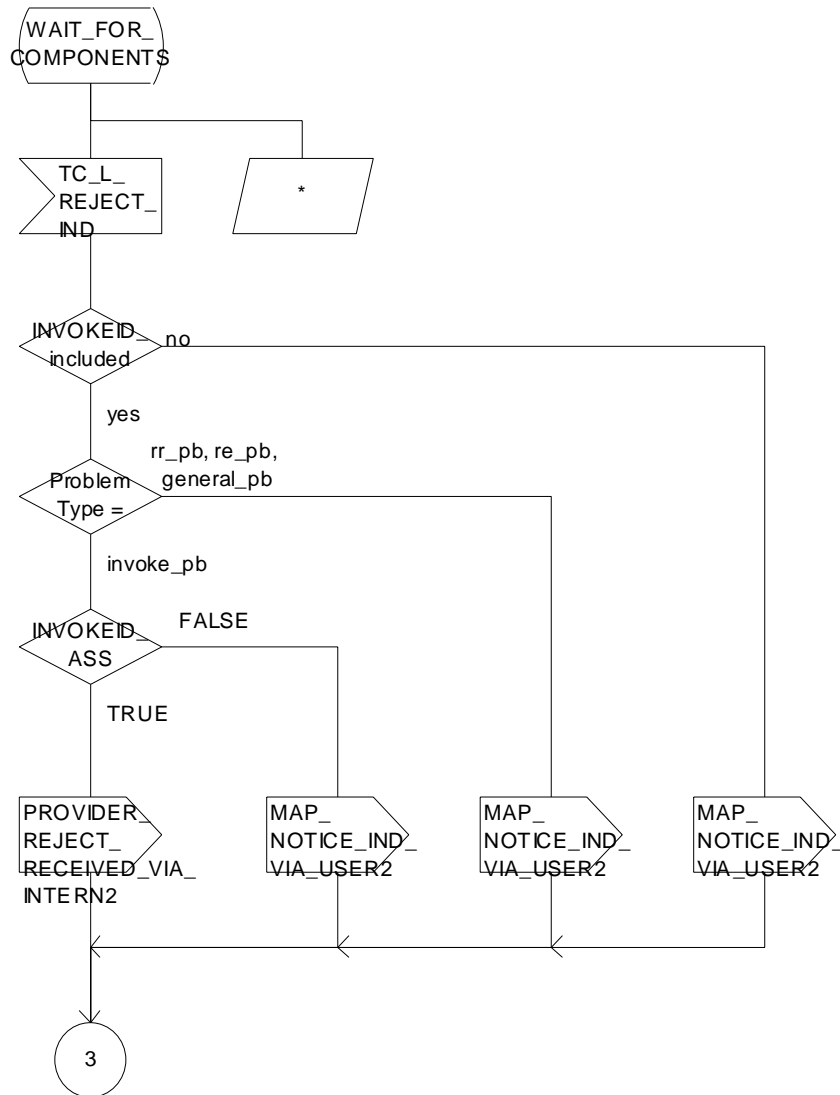 WAIT_FOR_
COMPONENTS
TC_L_
REJECT_
IND
*
INVOKEID_
included
no
yes
rr_pb, re_pb,
general_pb
Problem
Type =
invoke_pb
INVOKEID_
ASS
FALSE
TRUE
PROVIDER_
REJECT_
RECEIVED_VIA_
INTERN2
MAP_
NOTICE_IND_
VIA_USER2
MAP_
NOTICE_IND_
VIA_USER2
MAP_
NOTICE_IND_
VIA_USER2
3